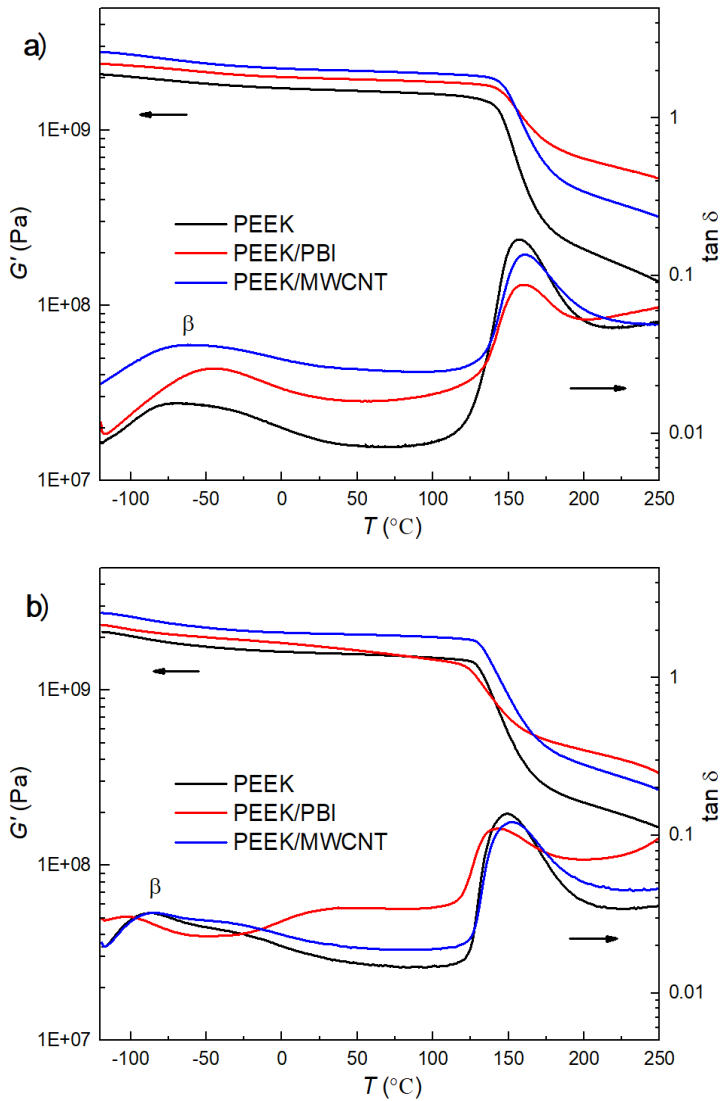 a)
1E+09
1E+08
1E+07
G′ (Pa)
PEEK
PEEK/PBI
PEEK/MWCNT
β
1
0.1
0.01
tan δ
-100 -50 0 50 100 150 200 250
T (°C)
b)
1E+09
1E+08
1E+07
G′ (Pa)
PEEK
PEEK/PBI
PEEK/MWCNT
β
1
0.1
0.01
tan δ
-100 -50 0 50 100 150 200 250
T (°C)